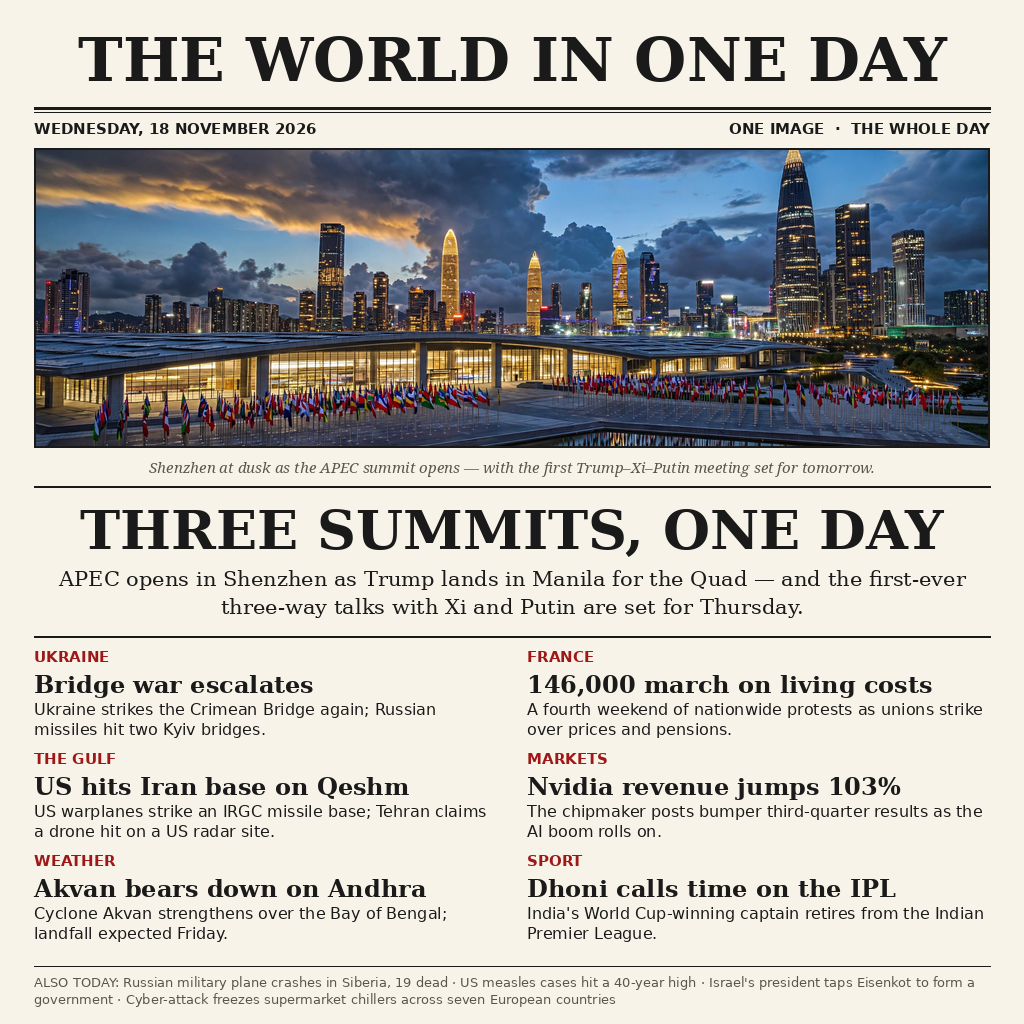 THE WORLD IN ONE DAY
WEDNESDAY, 18 NOVEMBER 2026
ONE IMAGE · THE WHOLE DAY
Shenzhen at dusk as the APEC summit opens — with the first Trump–Xi–Putin meeting set for tomorrow.
THREE SUMMITS, ONE DAY
APEC opens in Shenzhen as Trump lands in Manila for the Quad — and the first-ever
three-way talks with Xi and Putin are set for Thursday.
UKRAINE
Bridge war escalates
Ukraine strikes the Crimean Bridge again; Russian
missiles hit two Kyiv bridges.
THE GULF
US hits Iran base on Qeshm
US warplanes strike an IRGC missile base; Tehran claims
a drone hit on a US radar site.
WEATHER
Akvan bears down on Andhra
Cyclone Akvan strengthens over the Bay of Bengal;
landfall expected Friday.
FRANCE
146,000 march on living costs
A fourth weekend of nationwide protests as unions strike
over prices and pensions.
MARKETS
Nvidia revenue jumps 103%
The chipmaker posts bumper third-quarter results as the
AI boom rolls on.
SPORT
Dhoni calls time on the IPL
India's World Cup-winning captain retires from the Indian
Premier League.
ALSO TODAY: Russian military plane crashes in Siberia, 19 dead · US measles cases hit a 40-year high · Israel's president taps Eisenkot to form a
government · Cyber-attack freezes supermarket chillers across seven European countries